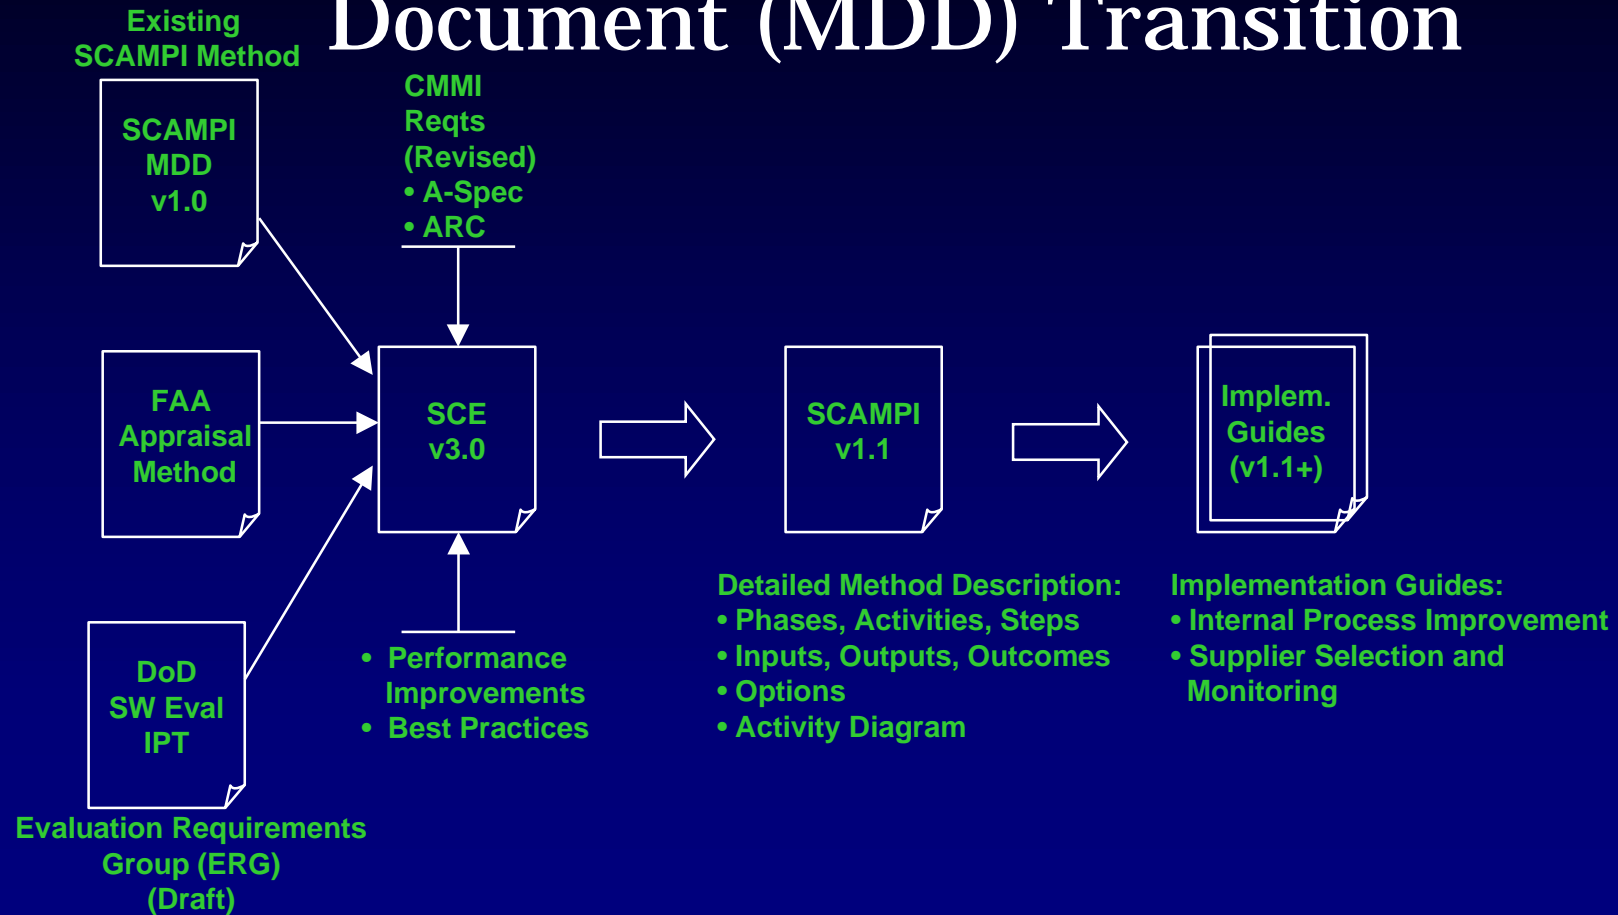 Document (MDD) Transition
Existing
SCAMPI Method
SCAMPI
MDD
v1.0
CMMI
Reqts
(Revised)
• A-Spec
• ARC
FAA
Appraisal
Method
SCE
v3.0
SCAMPI
v1.1
Implem.
Guides
(v1.1+)
DoD
SW Eval
IPT
Evaluation Requirements
Group (ERG)
(Draft)
• Performance
Improvements
• Best Practices
Detailed Method Description:
• Phases, Activities, Steps
• Inputs, Outputs, Outcomes
• Options
• Activity Diagram
Implementation Guides:
• Internal Process Improvement
• Supplier Selection and
Monitoring